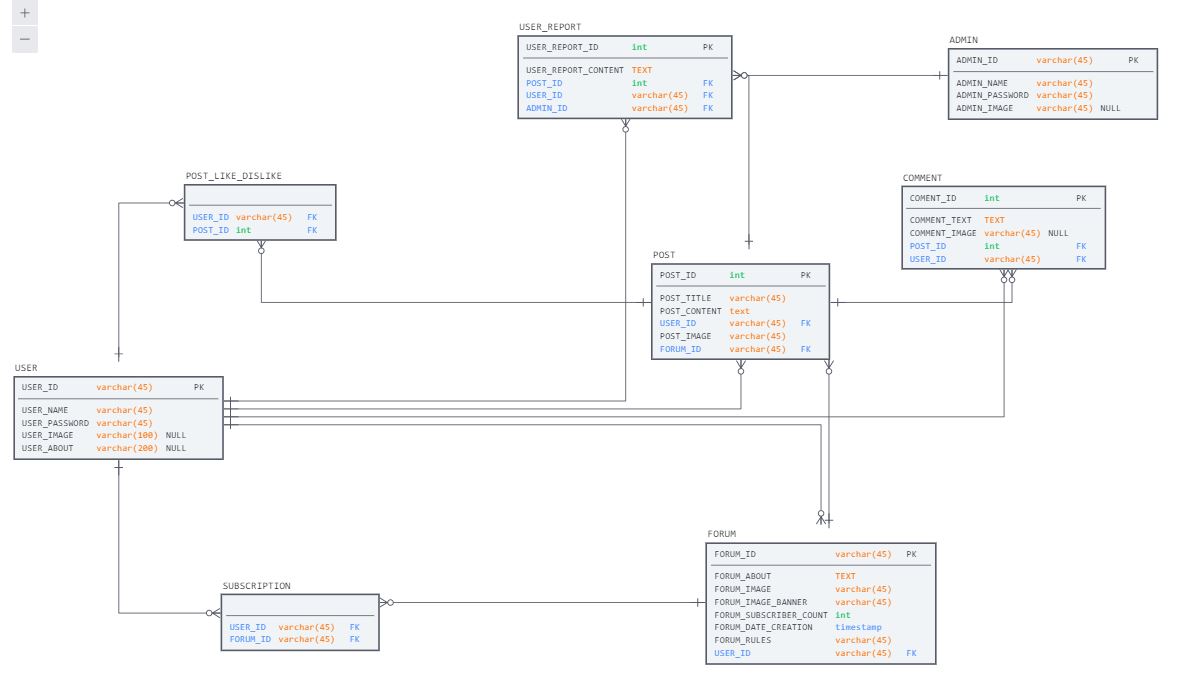 +
−
USER_REPORT
USER_REPORT_ID int PK
USER_REPORT_CONTENT TEXT
POST_ID int FK
USER_ID varchar(45) FK
ADMIN_ID varchar(45) FK
ADMIN
ADMIN_ID varchar(45) PK
ADMIN_NAME varchar(45)
ADMIN_PASSWORD varchar(45)
ADMIN_IMAGE varchar(45) NULL
POST_LIKE_DISLIKE
USER_ID varchar(45) FK
POST_ID int FK
COMMENT
COMENT_ID int PK
COMMENT_TEXT TEXT
COMMENT_IMAGE varchar(45) NULL
POST_ID int FK
USER_ID varchar(45) FK
POST
POST_ID int PK
POST_TITLE varchar(45)
POST_CONTENT text
USER_ID varchar(45) FK
POST_IMAGE varchar(45)
FORUM_ID varchar(45) FK
USER
USER_ID varchar(45) PK
USER_NAME varchar(45)
USER_PASSWORD varchar(45)
USER_IMAGE varchar(100) NULL
USER_ABOUT varchar(200) NULL
FORUM
FORUM_ID varchar(45) PK
FORUM_ABOUT TEXT
FORUM_IMAGE varchar(45)
FORUM_IMAGE_BANNER varchar(45)
FORUM_SUBSCRIBER_COUNT int
FORUM_DATE_CREATION timestamp
FORUM_RULES varchar(45)
USER_ID varchar(45) FK
SUBSCRIPTION
USER_ID varchar(45) FK
FORUM_ID varchar(45) FK